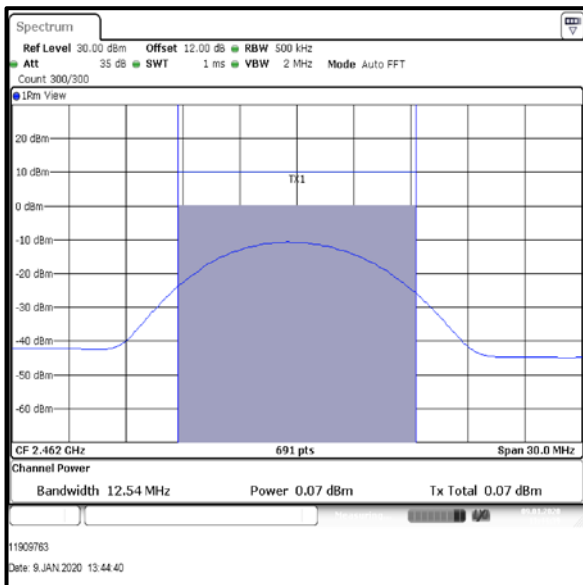 Spectrum
Ref Level 30.00 dBm Offset 12.00 dB RBW 500 kHz
Att 35 dB SWT 1 ms VBW 2 MHz Mode Auto FFT
Count 300/300
1Rm View
20 dBm
10 dBm
TX1
0 dBm
-10 dBm
-20 dBm
-30 dBm
-40 dBm
-50 dBm
-60 dBm
CF 2.462 GHz 691 pts Span 30.0 MHz
Channel Power
Bandwidth 12.54 MHz Power 0.07 dBm Tx Total 0.07 dBm
11909763
Date: 9.JAN.2020 13:44:40